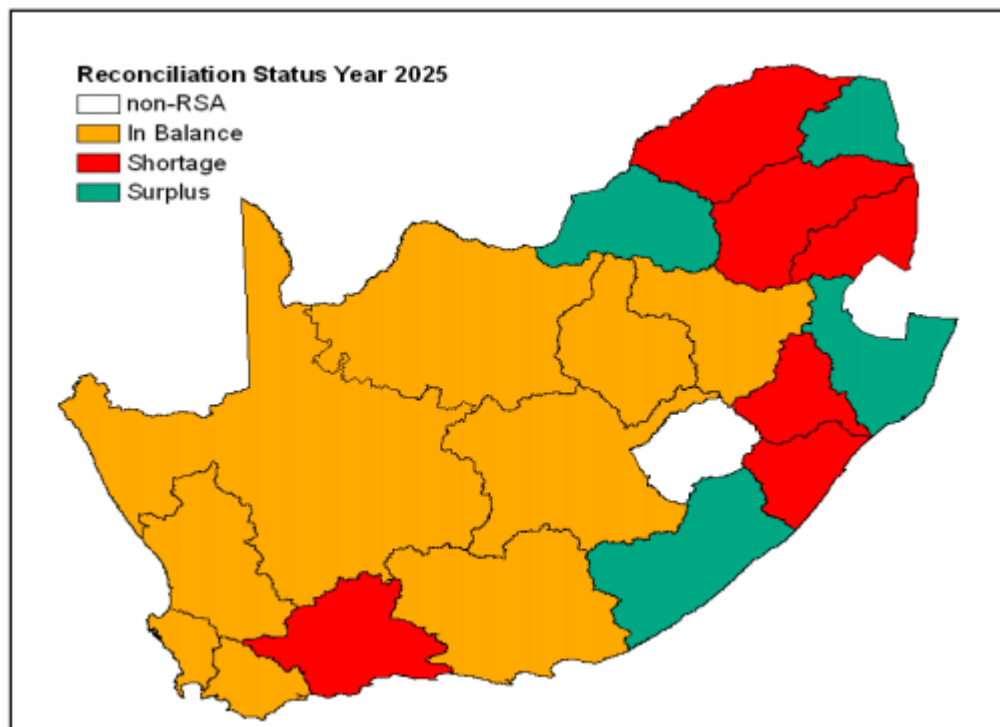 Reconciliation Status Year 2025
non-RSA
In Balance
Shortage
Surplus